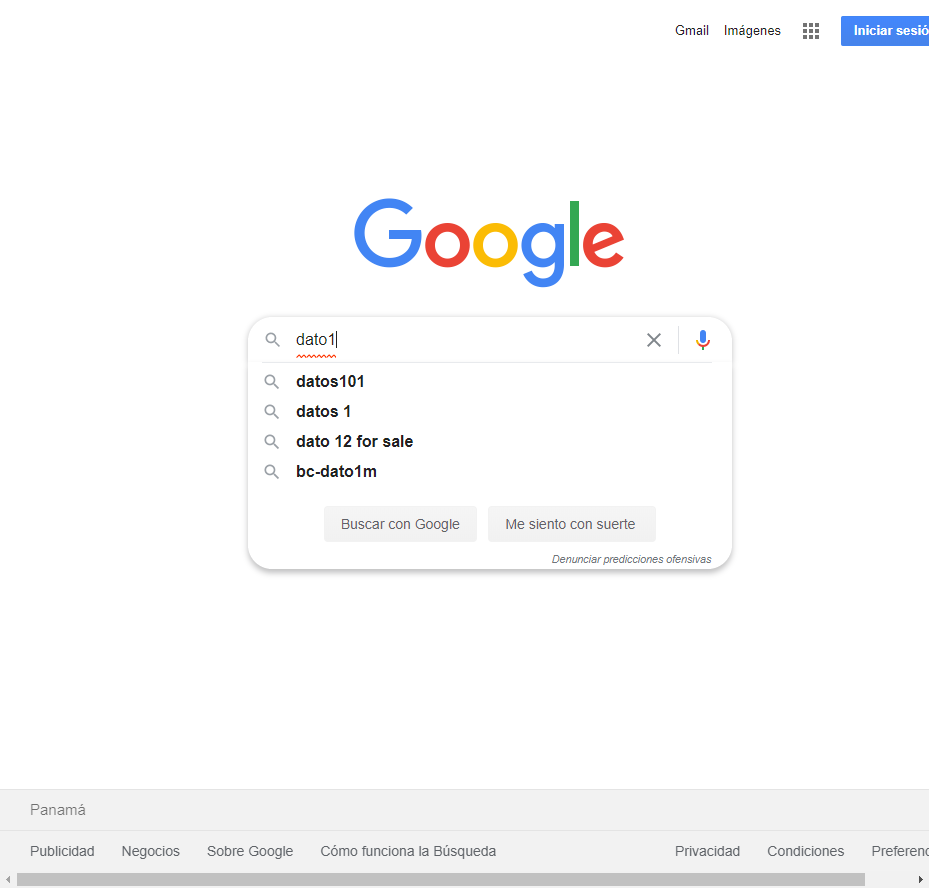 Gmail Imágenes Iniciar sesió
Google
dato1
datos101
datos 1
dato 12 for sale
bc-dato1m
Buscar con Google Me siento con suerte
Denunciar predicciones ofensivas
Panamá
Publicidad Negocios Sobre Google Cómo funciona la Búsqueda Privacidad Condiciones Preferenc